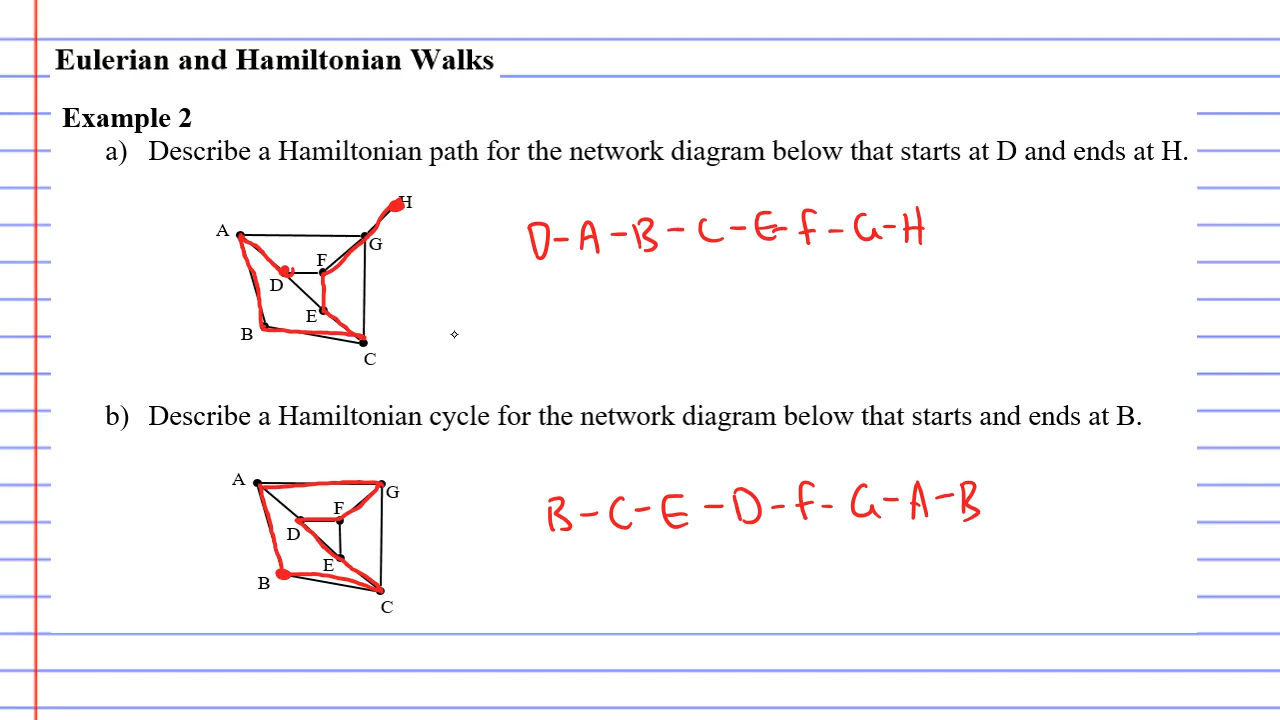 Eulerian and Hamiltonian Walks
Example 2
a) Describe a Hamiltonian path for the network diagram below that starts at D and ends at H.
H
A
G
F
D
E
B
C
D-A-B-C-E-F-G-H
b) Describe a Hamiltonian cycle for the network diagram below that starts and ends at B.
A
G
F
D
E
B
C
B-C-E-D-F-G-A-B